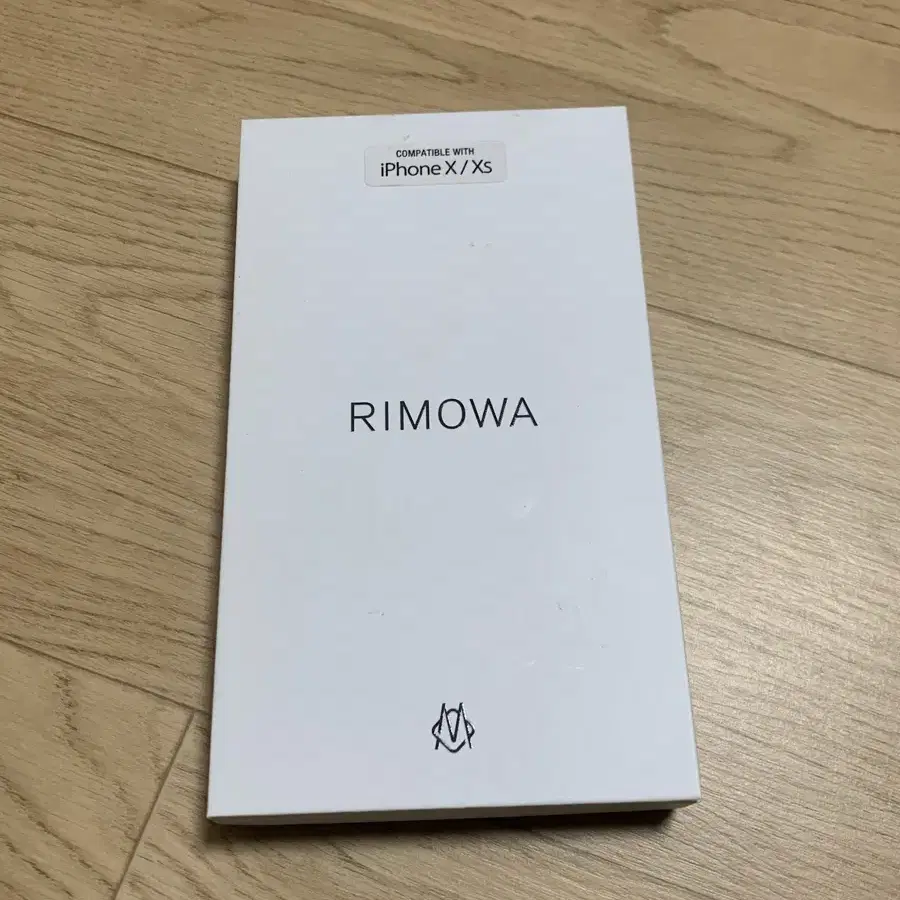 COMPATIBLE WITH
iPhone X / Xs
RIMOWA